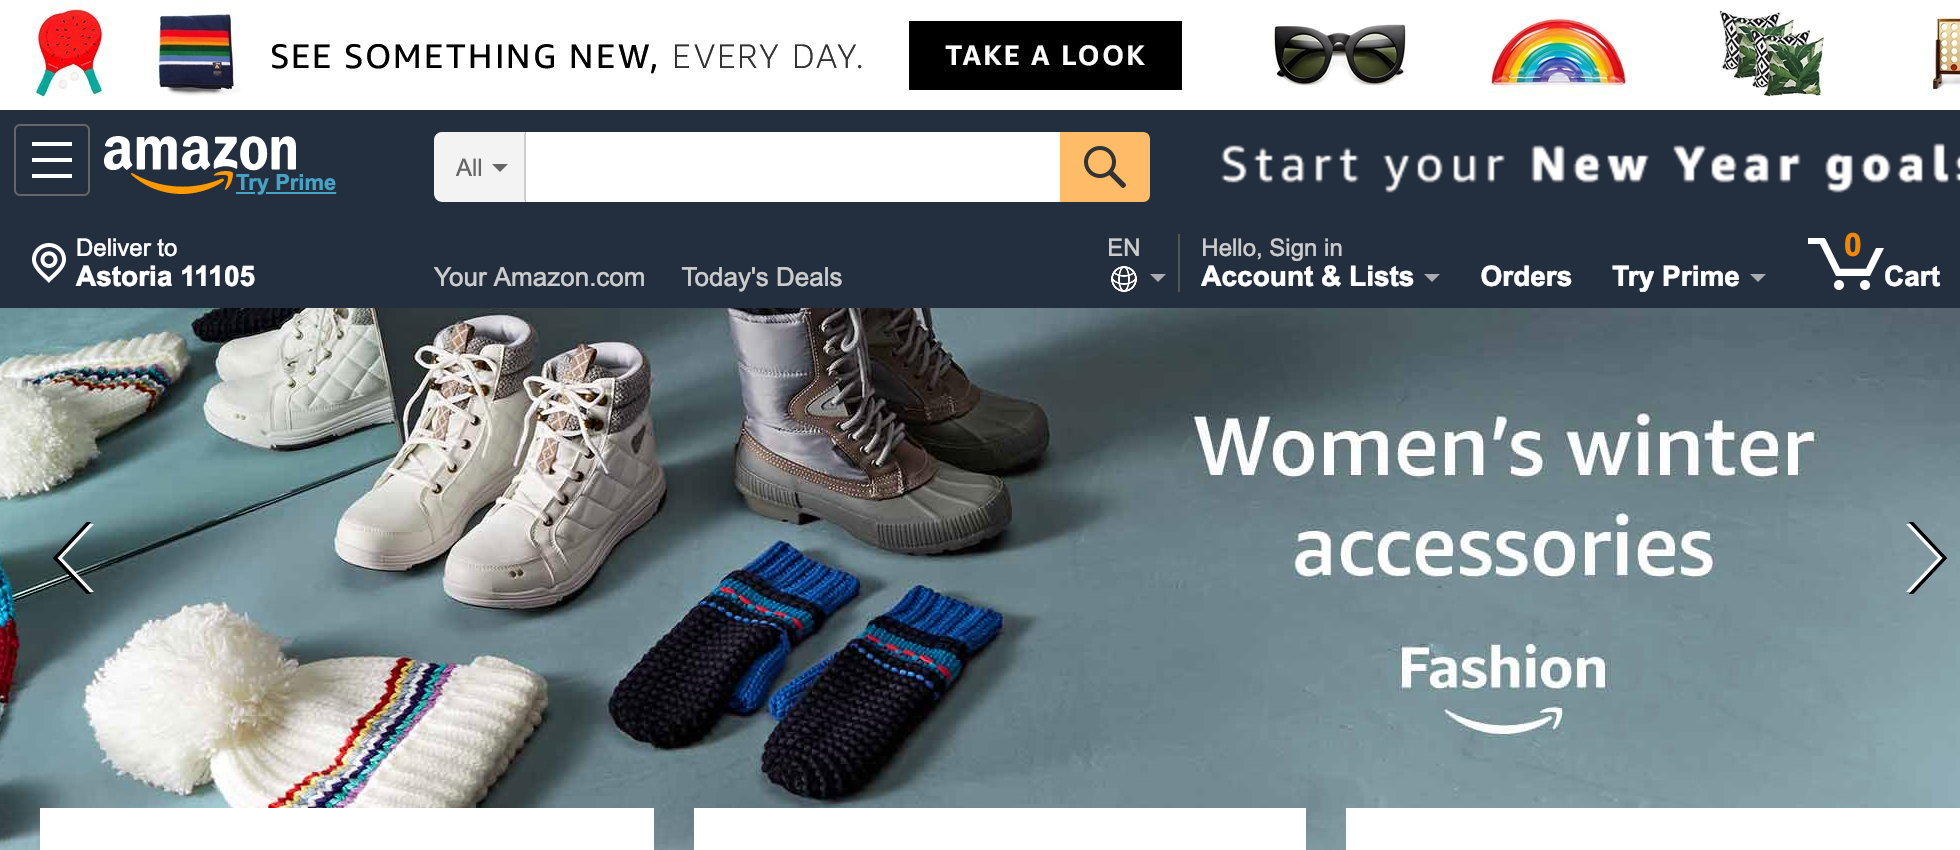 SEE SOMETHING NEW, EVERY DAY.
TAKE A LOOK
amazon
Try Prime
All
Start your New Year goals
Deliver to
Astoria 11105
Your Amazon.com
Today's Deals
EN
Hello, Sign in
Account & Lists
Orders
Try Prime
0
Cart
Women's winter
accessories
Fashion